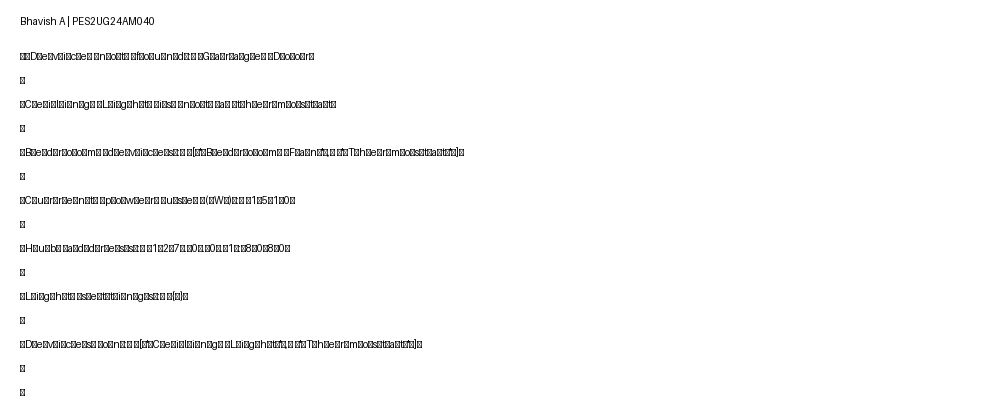 Bhavish A | PES2UG24AM040
Device not found: Garage Door
Ceiling Light is not a thermostat
Bedroom devices: ['Bedroom Fan', 'Thermostat']
Current power use (W): 1510
Hub address: 127.0.0.1:8080
Light settings: {}
Devices on: ['Ceiling Light', 'Thermostat']